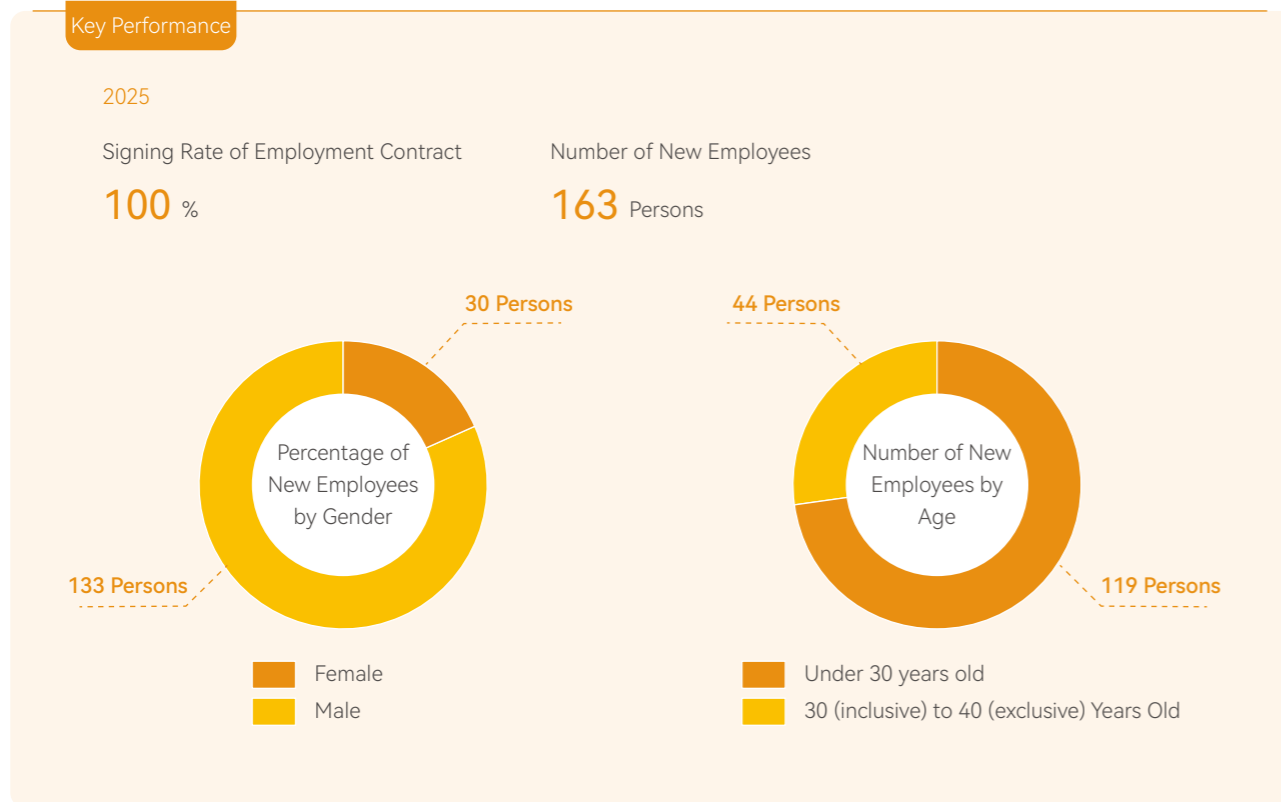 Key Performance
2025
Signing Rate of Employment Contract
100 %
Number of New Employees
163 Persons
30 Persons
133 Persons
Percentage of
New Employees
by Gender
Female
Male
44 Persons
119 Persons
Number of New
Employees by
Age
Under 30 years old
30 (inclusive) to 40 (exclusive) Years Old